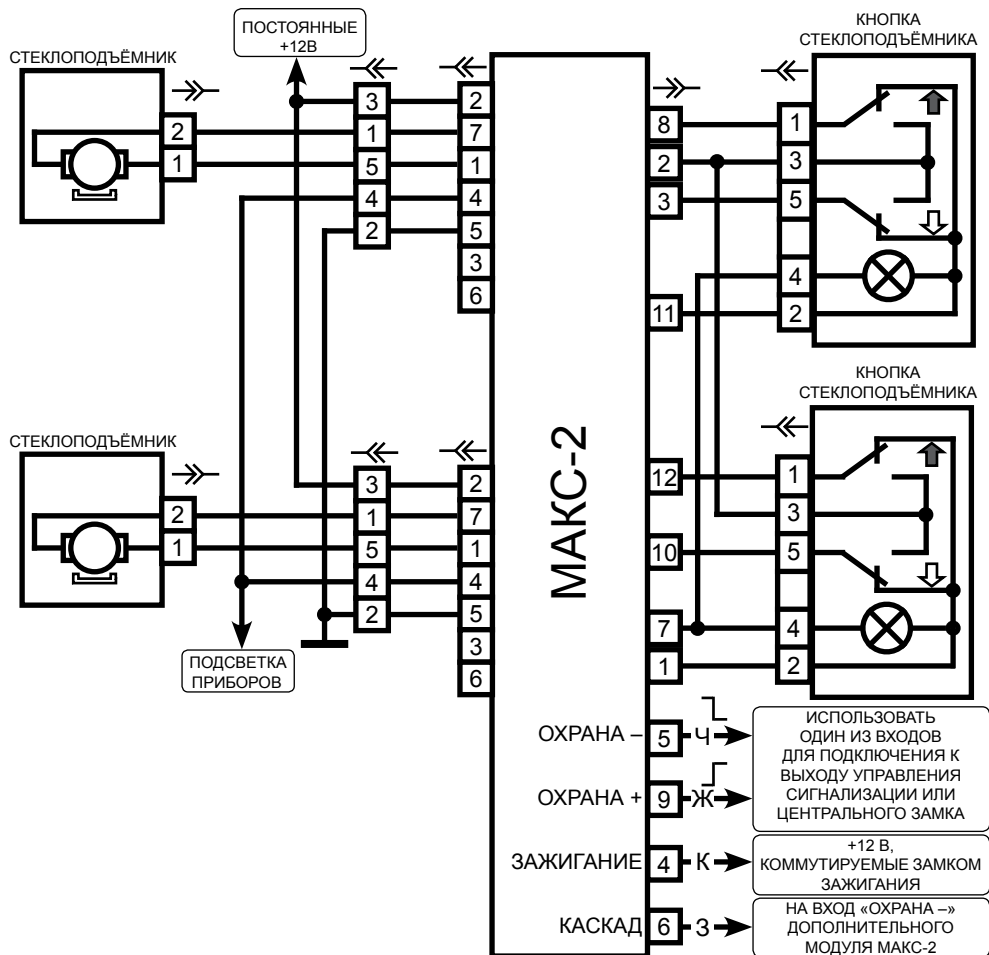 КНОПКА
СТЕКЛОПОДЪЁМНИКА
ПОСТОЯННЫЕ
+12В
СТЕКЛОПОДЪЁМНИК
2
1
3
1
5
4
2
2
7
1
4
5
3
6
8
2
3
11
1
3
5
4
2
КНОПКА
СТЕКЛОПОДЪЁМНИКА
СТЕКЛОПОДЪЁМНИК
2
1
3
1
5
4
2
2
7
1
4
5
3
6
МАКС-2
12
10
7
1
1
3
5
4
2
ПОДСВЕТКА
ПРИБОРОВ
ОХРАНА –
5
Ч
ОХРАНА +
9
Ж
ИСПОЛЬЗОВАТЬ
ОДИН ИЗ ВХОДОВ
ДЛЯ ПОДКЛЮЧЕНИЯ К
ВЫХОДУ УПРАВЛЕНИЯ
СИГНАЛИЗАЦИИ ИЛИ
ЦЕНТРАЛЬНОГО ЗАМКА
ЗАЖИГАНИЕ
4
К
+12 В,
КОММУТИРУЕМЫЕ ЗАМКОМ
ЗАЖИГАНИЯ
КАСКАД
6
З
НА ВХОД «ОХРАНА –»
ДОПОЛНИТЕЛЬНОГО
МОДУЛЯ МАКС-2